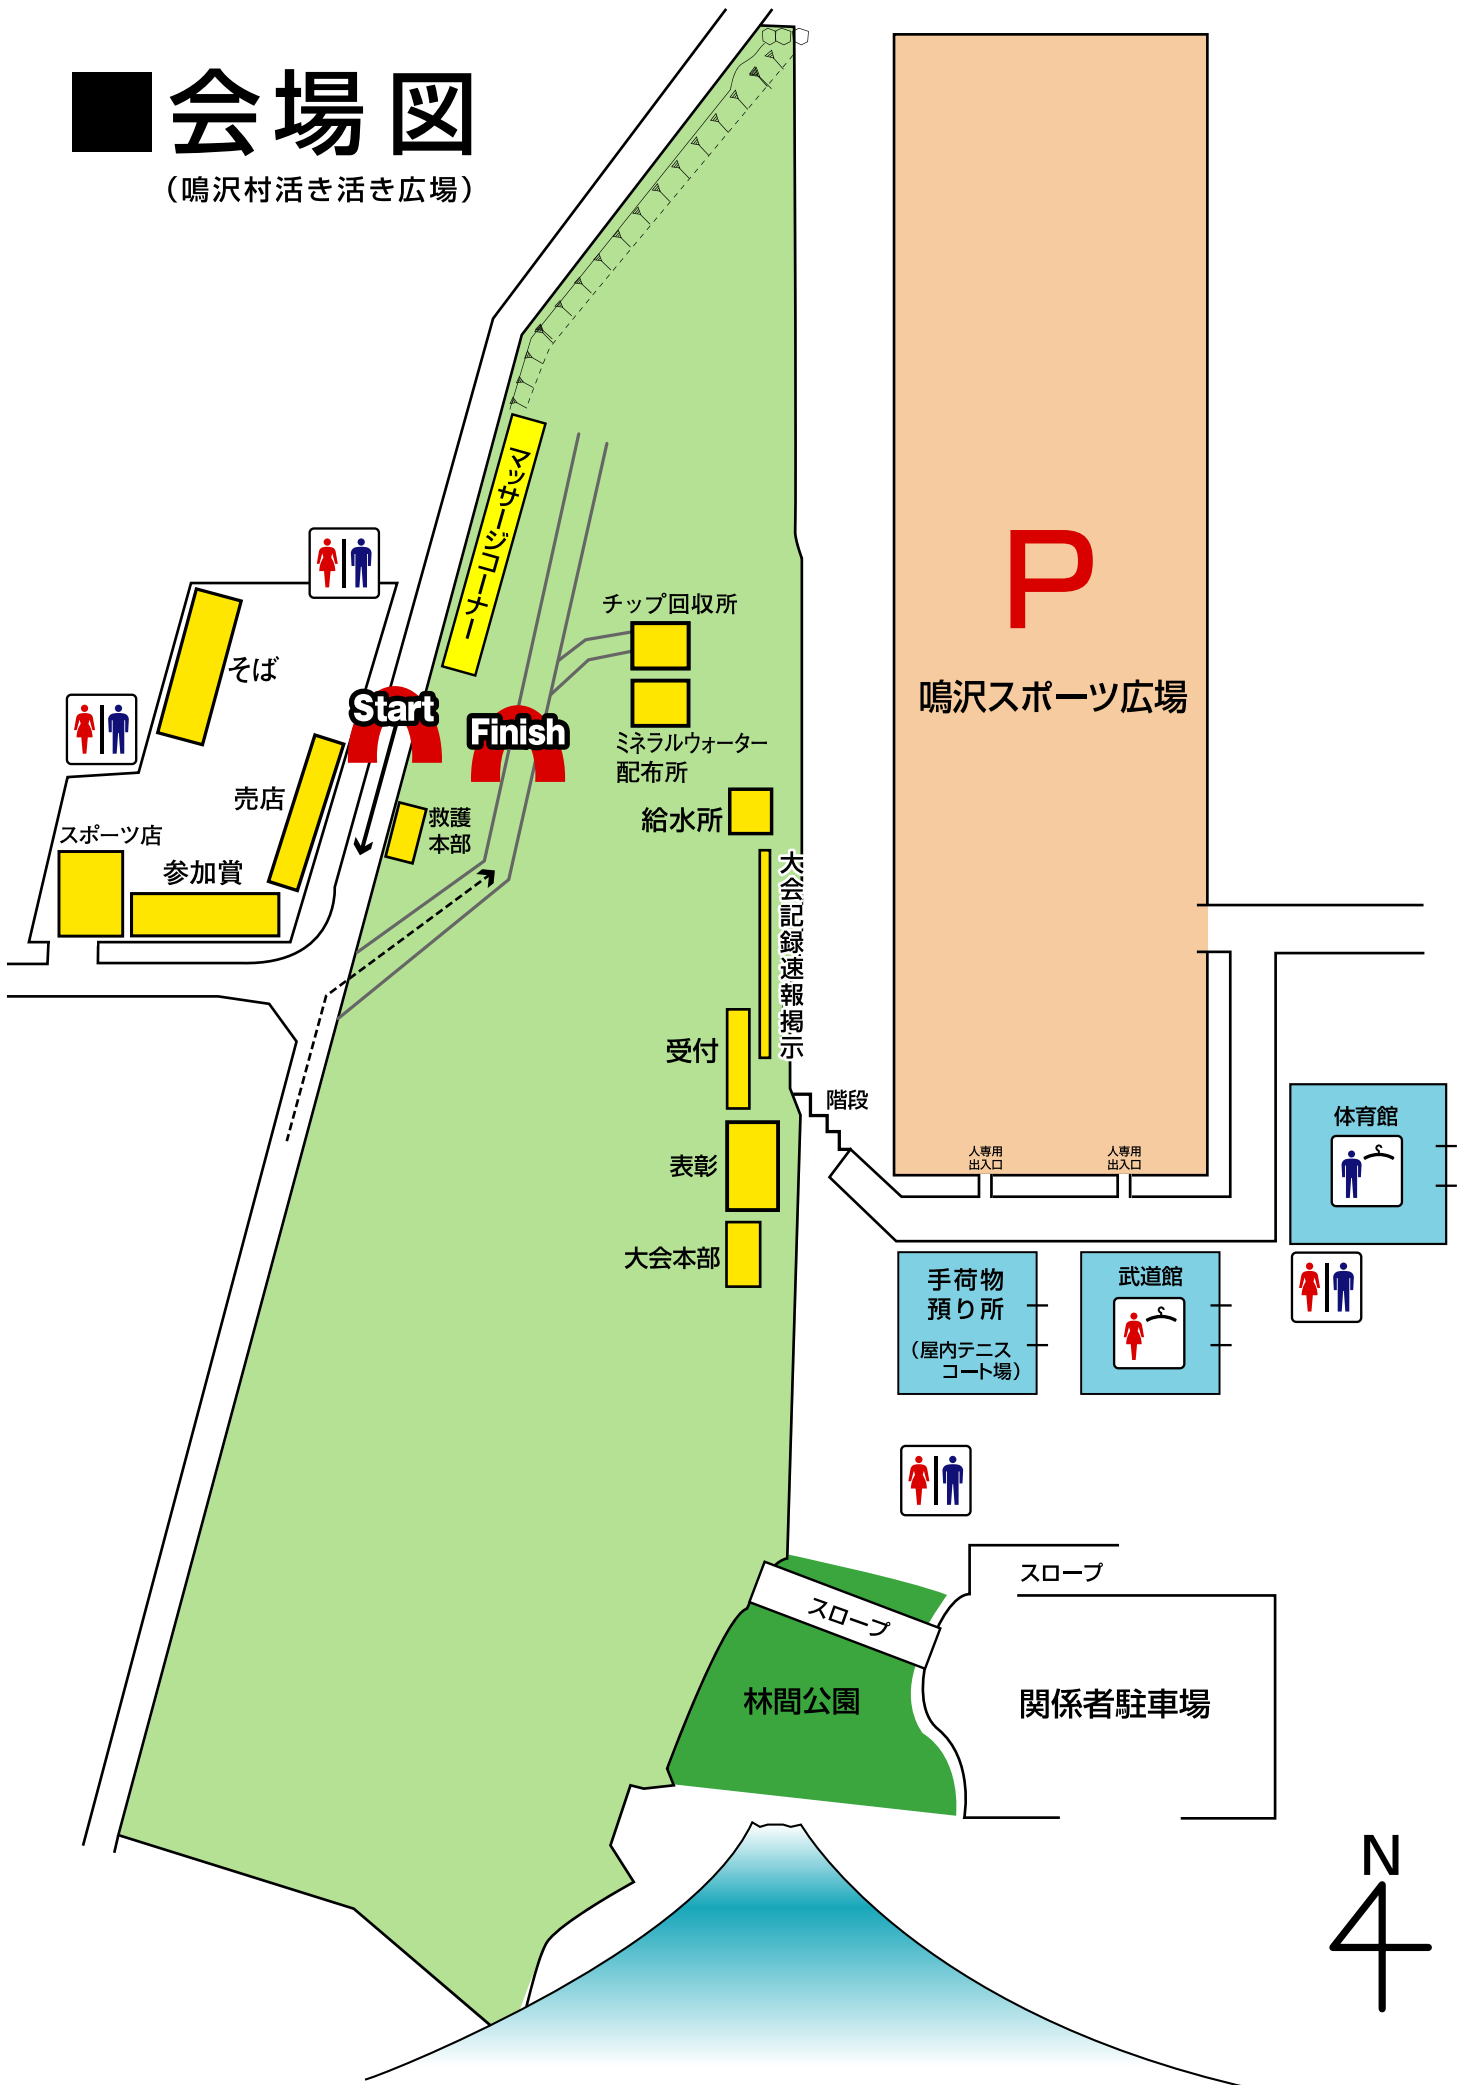 ■会場図
（鳴沢村活き活き広場）
マッサージコーナー
チップ回収所
ミネラルウォーター
配布所
そば
Start
Finish
鳴沢スポーツ広場
P
売店
救護
本部
給水所
スポーツ店
参加賞
大会記録速報掲示
受付
階段
表彰
人専用
出入口
人専用
出入口
体育館
大会本部
手荷物
預り所
（屋内テニス
コート場）
武道館
スロープ
スロープ
林間公園
関係者駐車場
N